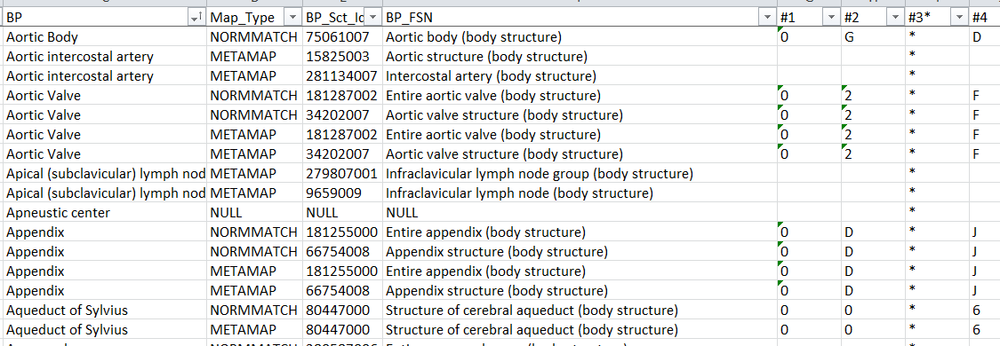 BP Map_Type BP_Sct_Id BP_FSN #1 #2 #3* #4
Aortic Body NORMMATCH 75061007 Aortic body (body structure) 0 G * D
Aortic intercostal artery METAMAP 15825003 Aortic structure (body structure) *
Aortic intercostal artery METAMAP 281134007 Intercostal artery (body structure) *
Aortic Valve NORMMATCH 181287002 Entire aortic valve (body structure) 0 2 * F
Aortic Valve NORMMATCH 34202007 Aortic valve structure (body structure) 0 2 * F
Aortic Valve METAMAP 181287002 Entire aortic valve (body structure) 0 2 * F
Aortic Valve METAMAP 34202007 Aortic valve structure (body structure) 0 2 * F
Apical (subclavicular) lymph nod METAMAP 279807001 Infraclavicular lymph node group (body structure) *
Apical (subclavicular) lymph nod METAMAP 9659009 Infraclavicular lymph node (body structure) *
Apneustic center NULL NULL NULL *
Appendix NORMMATCH 181255000 Entire appendix (body structure) 0 D * J
Appendix NORMMATCH 66754008 Appendix structure (body structure) 0 D * J
Appendix METAMAP 181255000 Entire appendix (body structure) 0 D * J
Appendix METAMAP 66754008 Appendix structure (body structure) 0 D * J
Aqueduct of Sylvius NORMMATCH 80447000 Structure of cerebral aqueduct (body structure) 0 0 * 6
Aqueduct of Sylvius METAMAP 80447000 Structure of cerebral aqueduct (body structure) 0 0 * 6